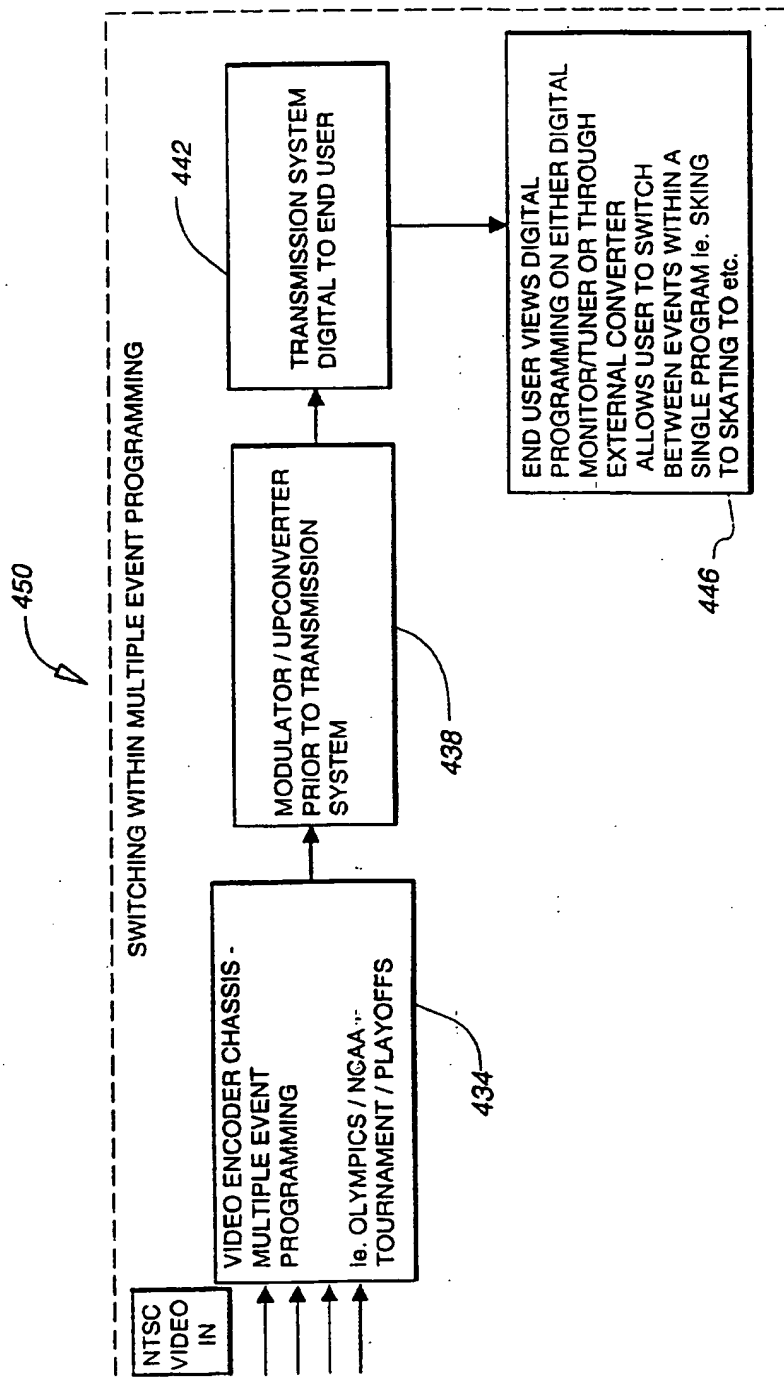 450
SWITCHING WITHIN MULTIPLE EVENT PROGRAMMING
NTSC
VIDEO
IN
VIDEO ENCODER CHASSIS -
MULTIPLE EVENT
PROGRAMMING
ie. OLYMPICS / NCAA --
TOURNAMENT / PLAYOFFS
434
MODULATOR / UPCONVERTER
PRIOR TO TRANSMISSION
SYSTEM
438
TRANSMISSION SYSTEM
DIGITAL TO END USER
442
END USER VIEWS DIGITAL
PROGRAMMING ON EITHER DIGITAL
MONITOR/TUNER OR THROUGH
EXTERNAL CONVERTER
ALLOWS USER TO SWITCH
BETWEEN EVENTS WITHIN A
SINGLE PROGRAM ie. SKING
TO SKATING TO etc.
446